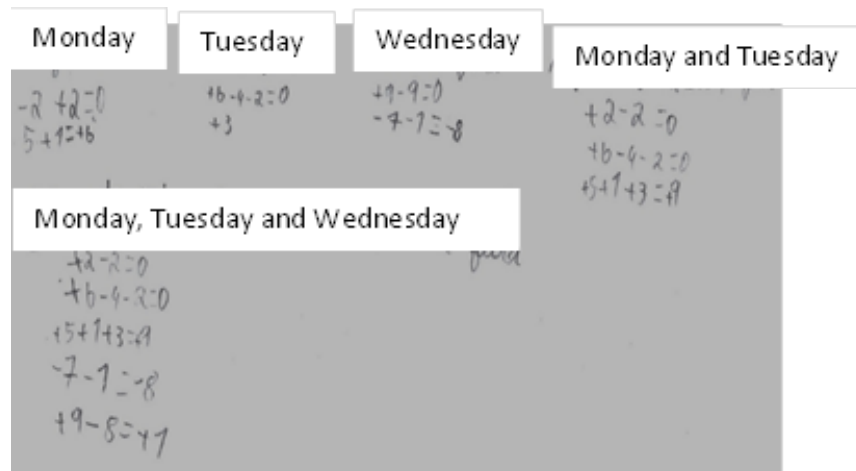 Monday
Tuesday
Wednesday
Monday and Tuesday
-2 +2=0
5+1=+6
+6-4-2=0
+3
+9-9=0
-7-1=-8
+2-2=0
+6-4-2=0
+5+1+3=+9
Monday, Tuesday and Wednesday
+2-2=0
+6-4-2=0
+5+1+3=+9
-7-1=-8
+9-8=+1